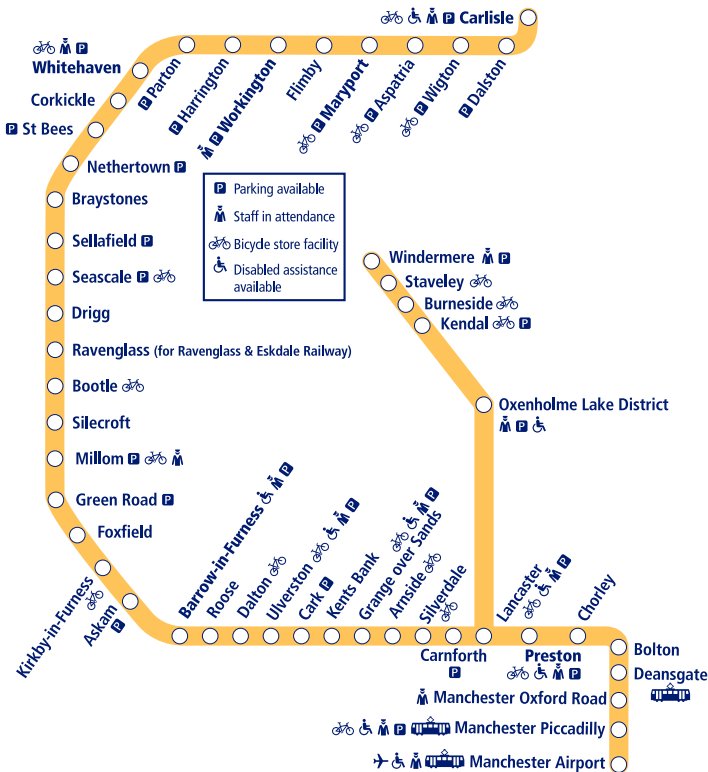 Carlisle
Whitehaven
Parton
Harrington
Workington
Flimby
Maryport
Aspatria
Wigton
Dalston
Corkickle
P St Bees
Nethertown P
Braystones
Sellafield P
Seascale P
Drigg
Ravenglass (for Ravenglass & Eskdale Railway)
Bootle
Silecroft
Millom P
Green Road P
Foxfield
Kirkby-in-Furness
Askam
P
P Parking available
Staff in attendance
Bicycle store facility
Disabled assistance
available
Windermere P
Staveley
Burneside
Kendal P
Oxenholme Lake District
P
Barrow-in-Furness P
Roose
Dalton
Ulverston P
Cark P
Kents Bank
Grange over Sands
P
Arnside
Silverdale
Carnforth
P
Lancaster
P
Preston
P
Chorley
Bolton
Deansgate
Manchester Oxford Road
P Manchester Piccadilly
Manchester Airport